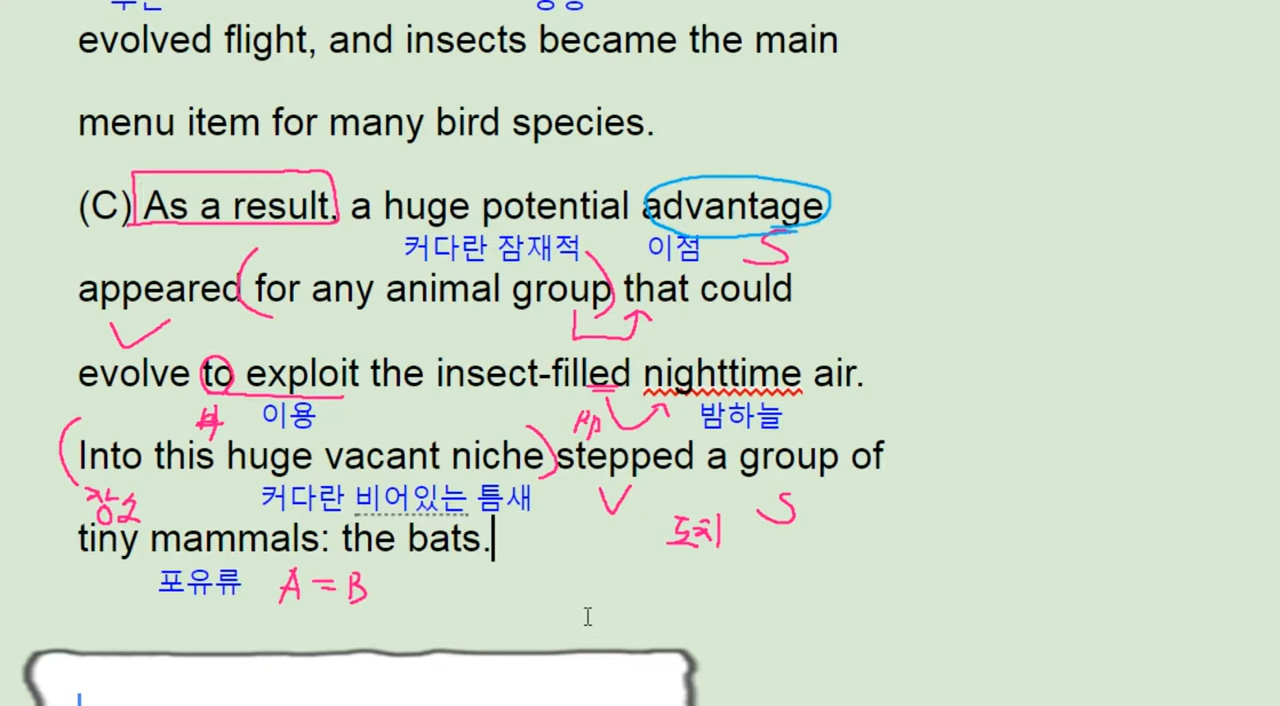 evolved flight, and insects became the main
menu item for many bird species.
(C) As a result, a huge potential advantage
커다란 잠재적 이점 S
appeared for any animal group that could
evolve to exploit the insect-filled nighttime air.
부 이용 pp 밤하늘
Into this huge vacant niche stepped a group of
장소 커다란 비어있는 틈새 V S
도치
tiny mammals: the bats.
포유류 A = B